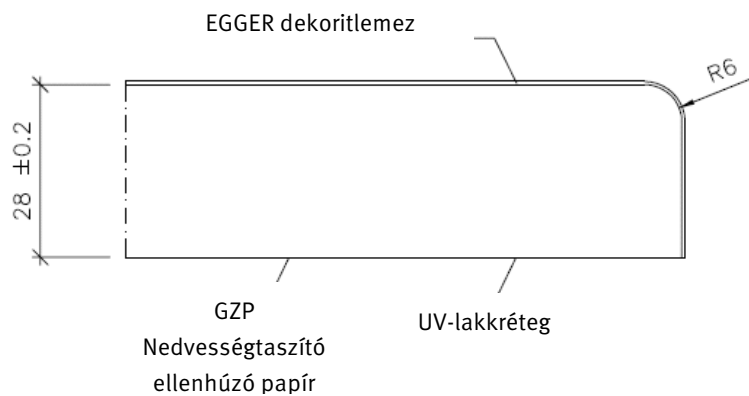 EGGER dekoritlemez
R6
28 ±0.2
GZP
Nedvességtaszító
ellenhúzó papír
UV-lakkréteg